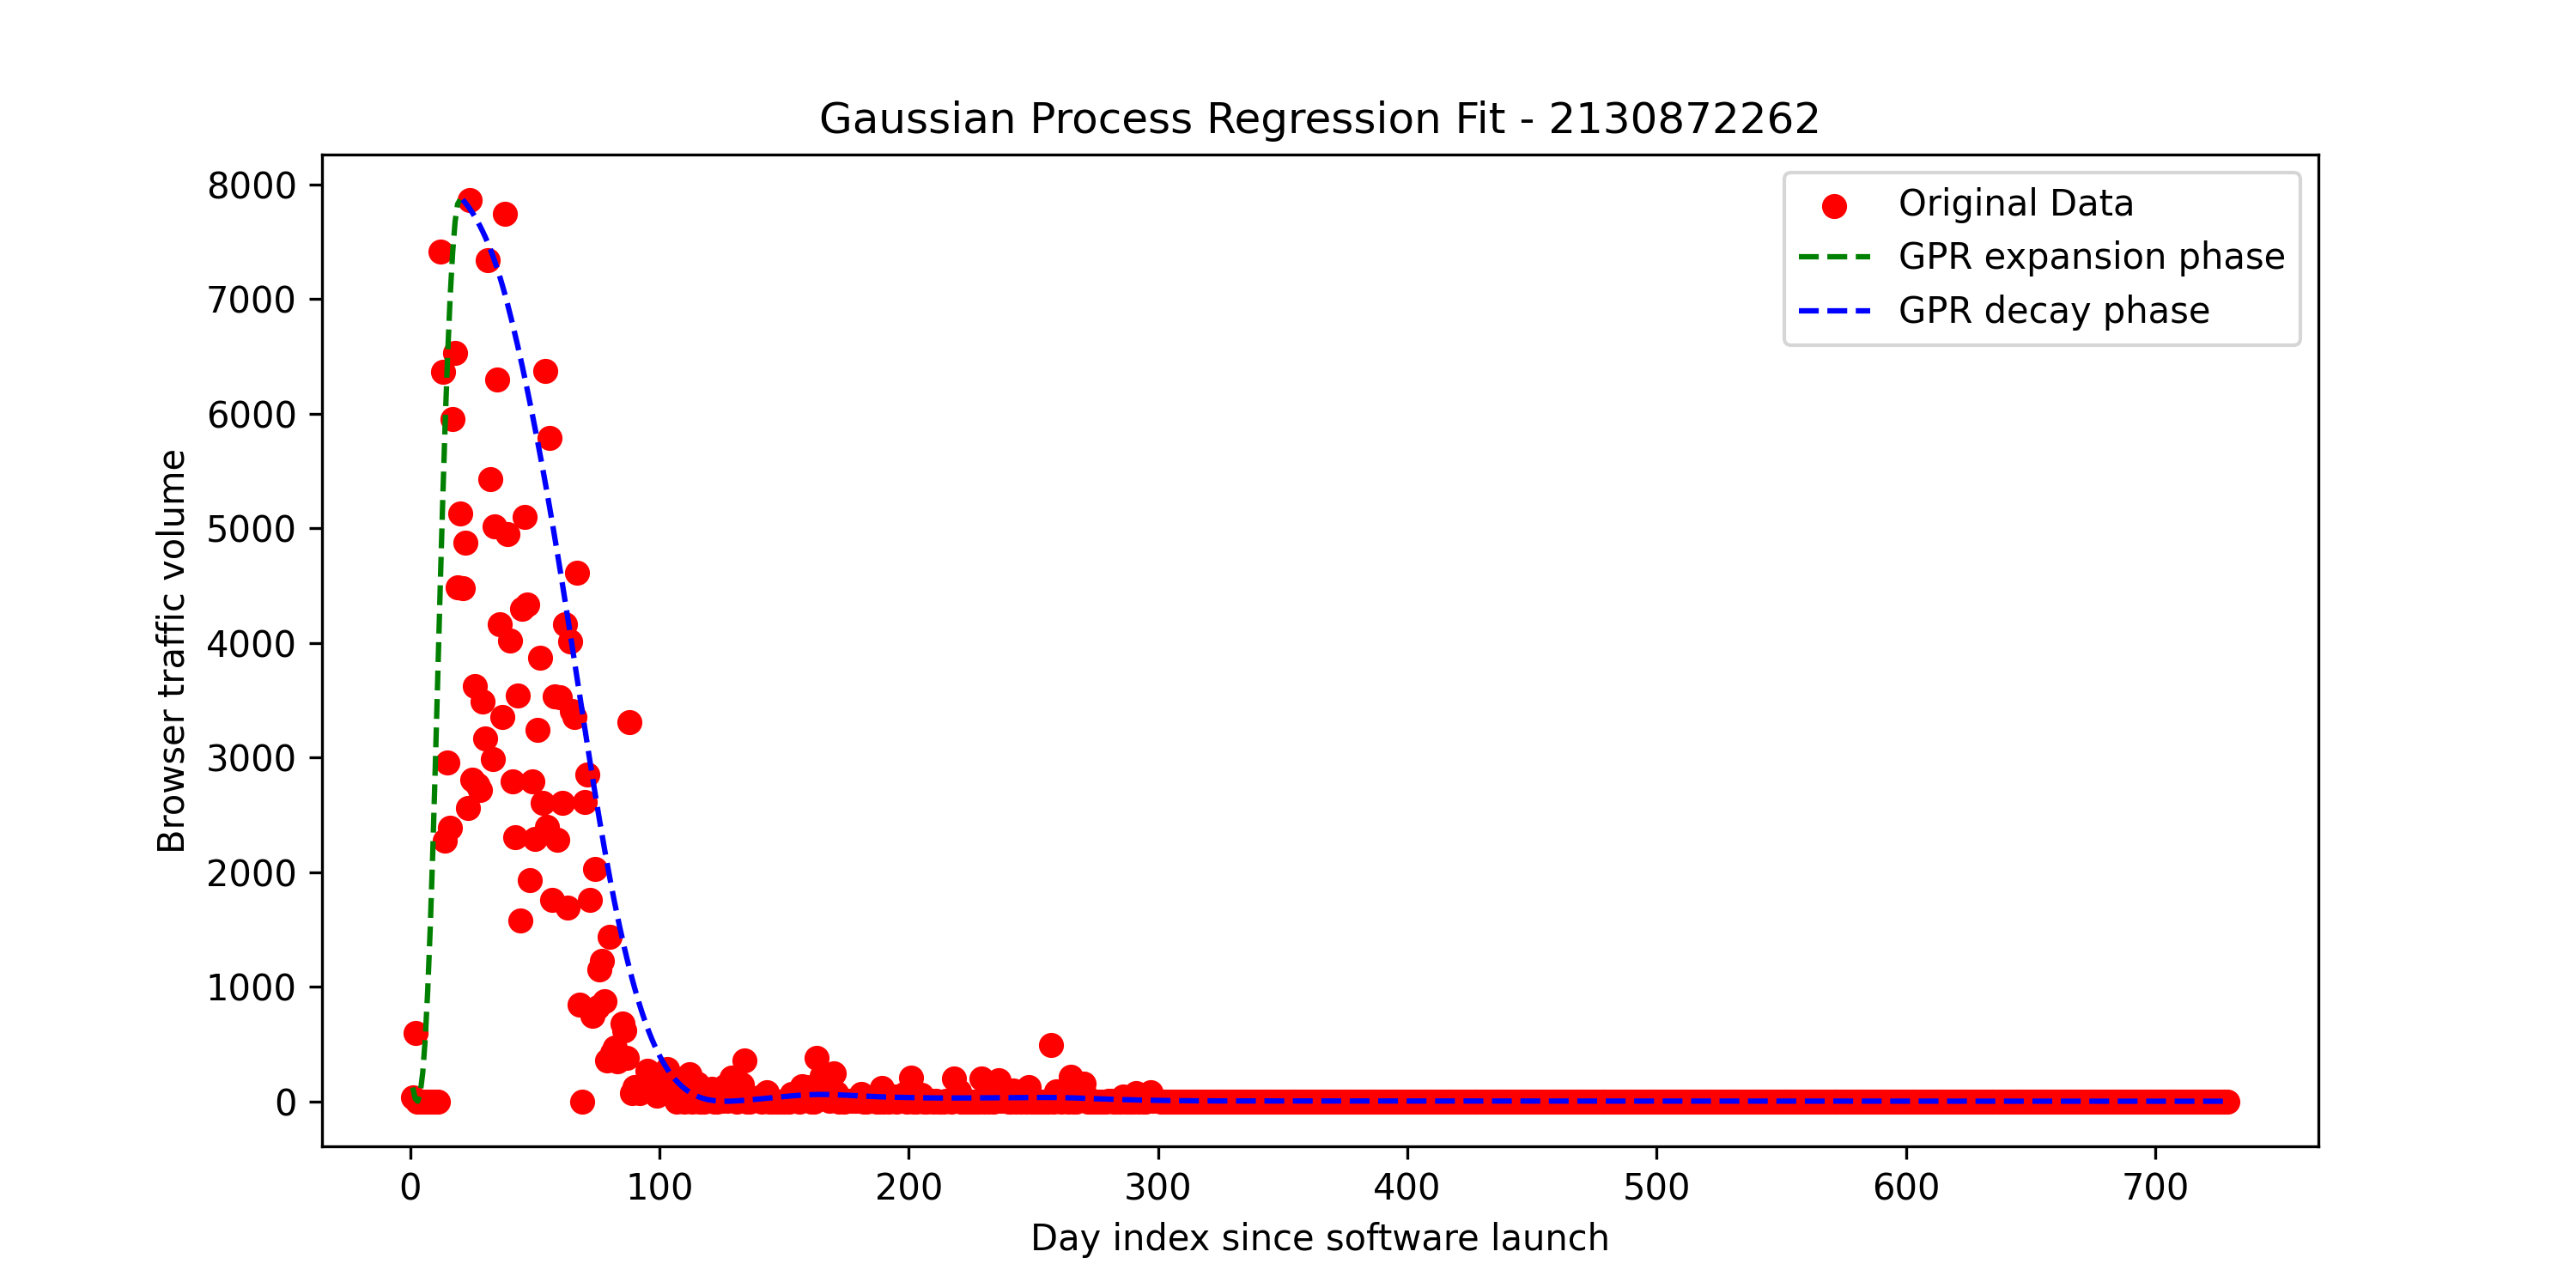 Gaussian Process Regression Fit - 2130872262
Original Data
GPR expansion phase
GPR decay phase
Browser traffic volume
8000
7000
6000
5000
4000
3000
2000
1000
0
0 100 200 300 400 500 600 700
Day index since software launch